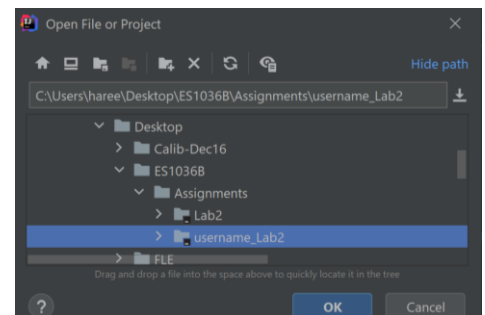 Open File or Project
Hide path
C:\Users\haree\Desktop\ES1036B\Assignments\username_Lab2
Desktop
Calib-Dec16
ES1036B
Assignments
Lab2
username_Lab2
FLE
Drag and drop a file into the space above to quickly locate it in the tree
?
OK
Cancel